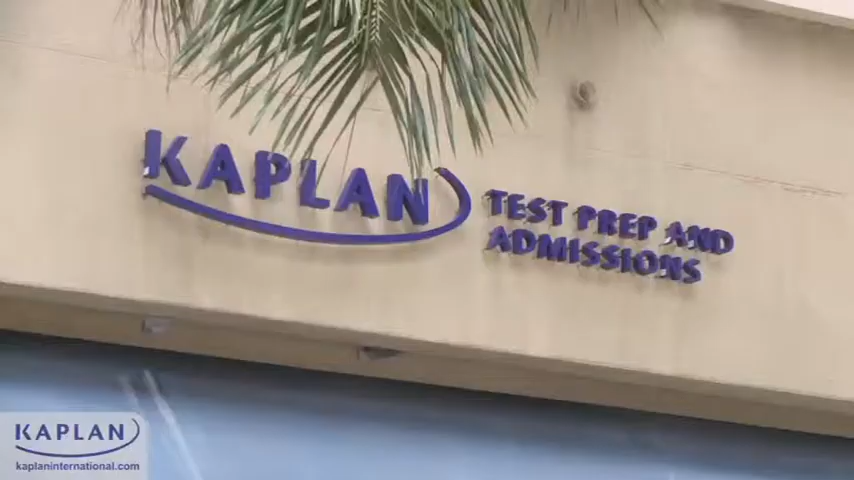 KAPLAN
TEST PREP AND
ADMISSIONS
KAPLAN
kaplaninternational.com